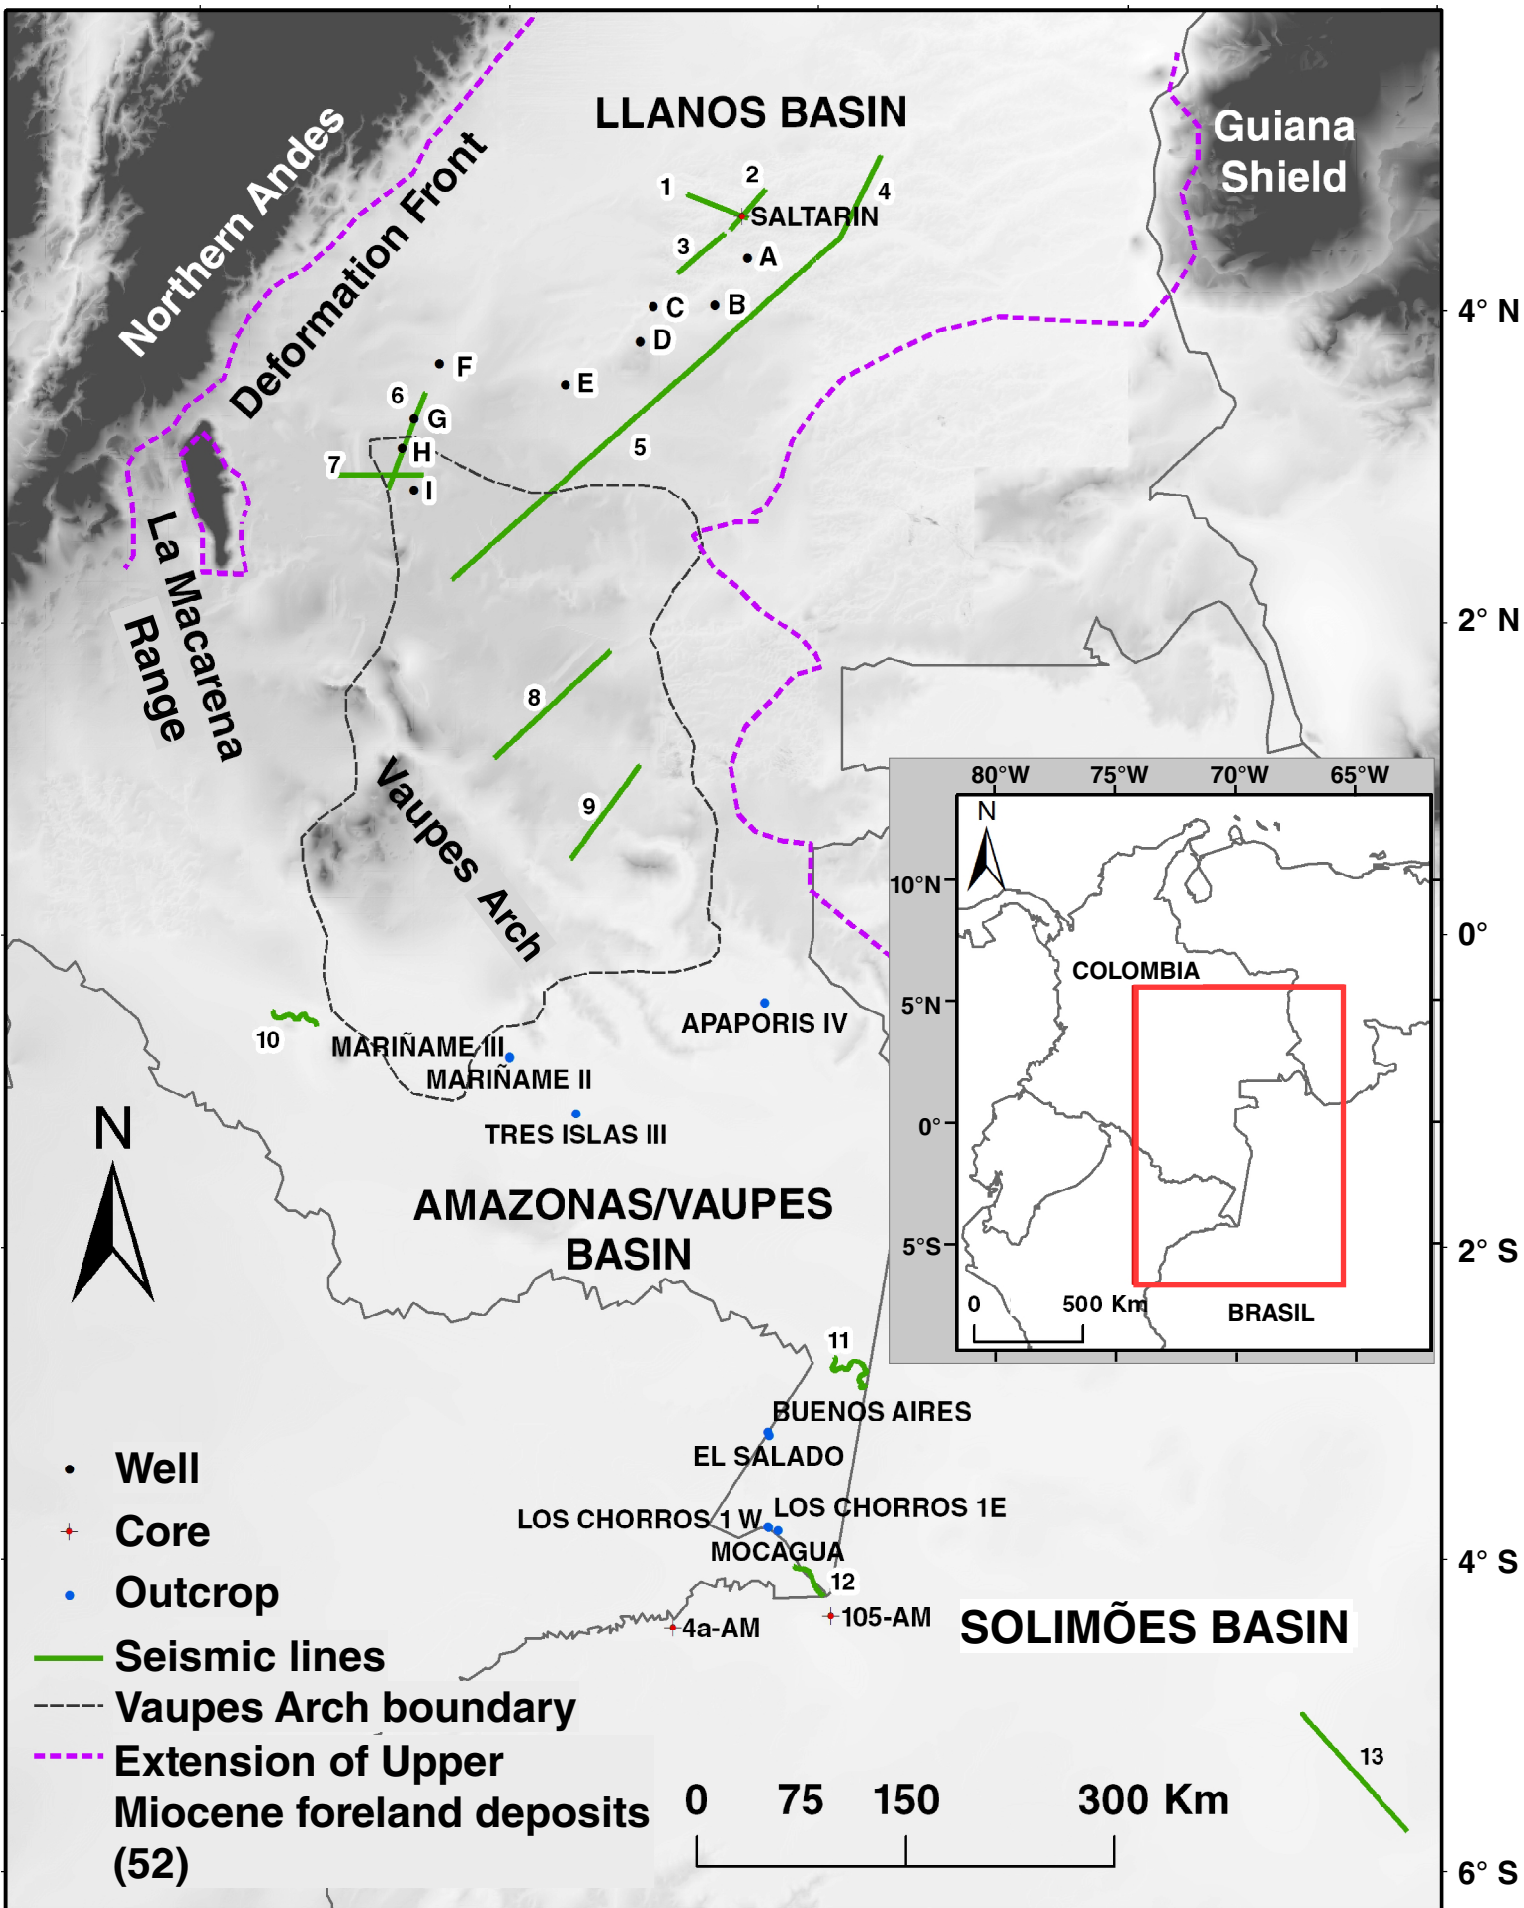 LLANOS BASIN
Guiana
Shield
Northern Andes
Deformation Front
1
2
4
SALTARIN
3
A
B
C
D
4° N
F
E
6
G
5
H
7
I
La Macarena
Range
2° N
8
9
Vaupes Arch
80°W
75°W
70°W
65°W
N
10°N
COLOMBIA
5°N
0°
5°S
0
500 Km
BRASIL
0°
APAPORIS IV
10
MARIÑAME III
MARIÑAME II
N
TRES ISLAS III
AMAZONAS/VAUPES
BASIN
2° S
11
BUENOS AIRES
EL SALADO
LOS CHORROS 1E
LOS CHORROS 1 W
MOCAGUA
4° S
12
105-AM
4a-AM
SOLIMÕES BASIN
13
Well
Core
Outcrop
Seismic lines
Vaupes Arch boundary
Extension of Upper
Miocene foreland deposits
(52)
0 75 150 300 Km
6° S